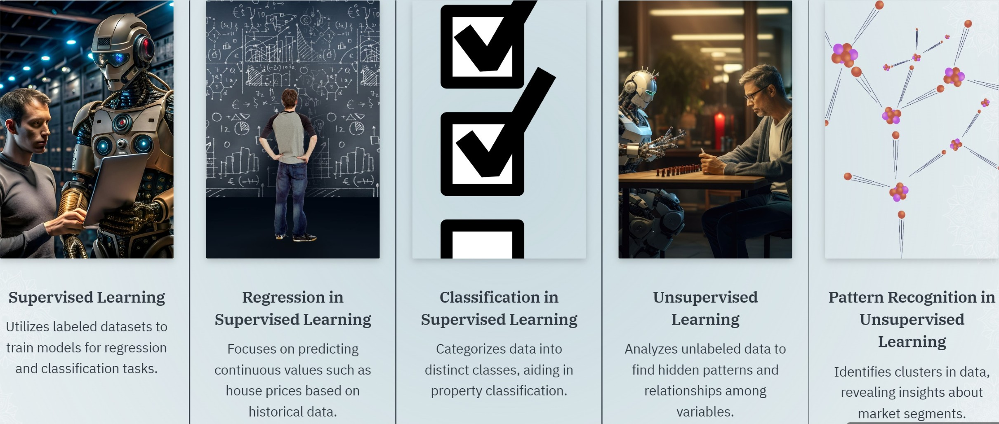 Supervised Learning
Utilizes labeled datasets to
train models for regression
and classification tasks.
Regression in
Supervised Learning
Focuses on predicting
continuous values such as
house prices based on
historical data.
Classification in
Supervised Learning
Categorizes data into
distinct classes, aiding in
property classification.
Unsupervised
Learning
Analyzes unlabeled data to
find hidden patterns and
relationships among
variables.
Pattern Recognition in
Unsupervised
Learning
Identifies clusters in data,
revealing insights about
market segments.